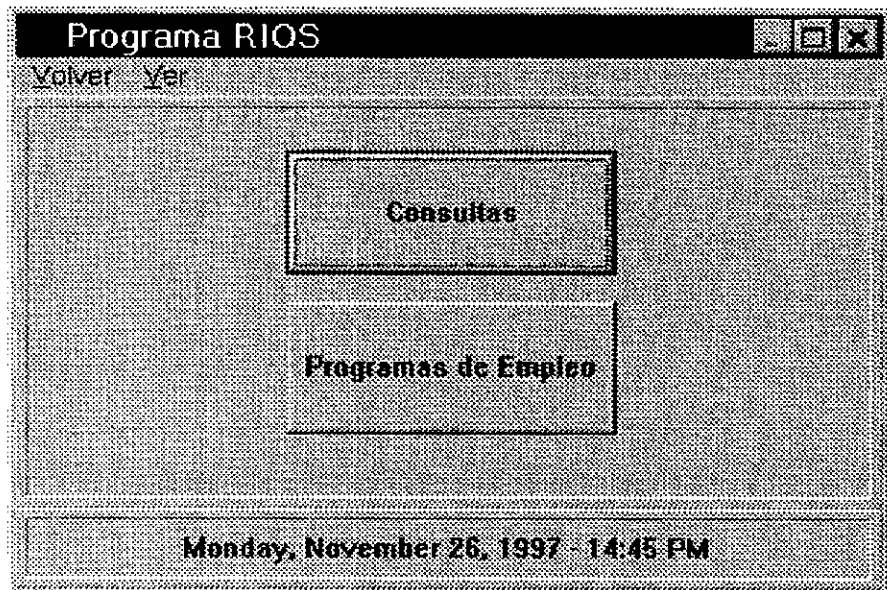 Programa RIOS
Volver Ver
Consultas
Programas de Empleo
Monday, November 26, 1997 - 14:45 PM